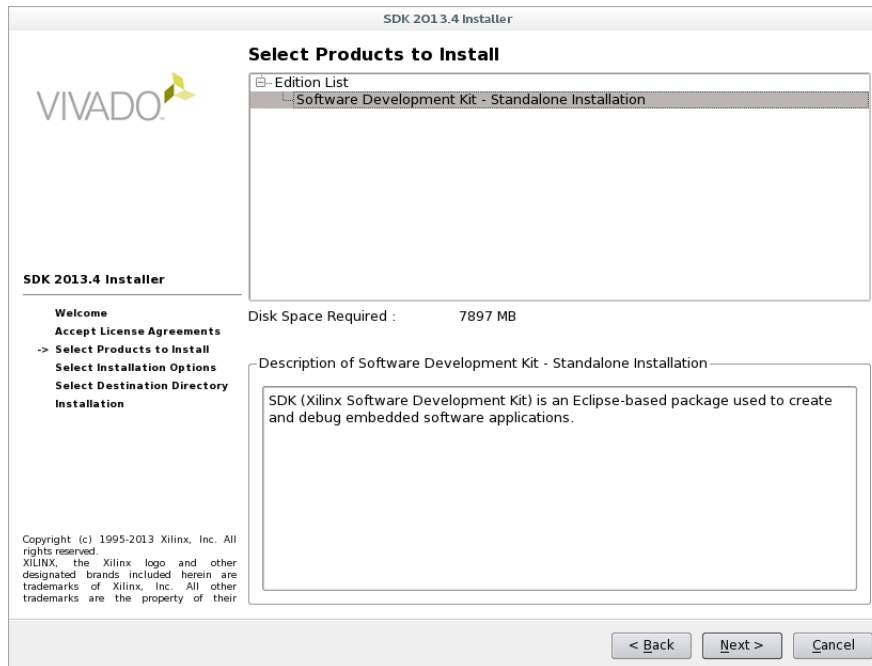 SDK 2013.4 Installer
VIVADO
Select Products to Install
Edition List
Software Development Kit - Standalone Installation
SDK 2013.4 Installer
Welcome
Accept License Agreements
-> Select Products to Install
Select Installation Options
Select Destination Directory
Installation
Disk Space Required : 7897 MB
Description of Software Development Kit - Standalone Installation
SDK (Xilinx Software Development Kit) is an Eclipse-based package used to create
and debug embedded software applications.
Copyright (c) 1995-2013 Xilinx, Inc. All
rights reserved.
XILINX, the Xilinx logo and other
designated brands included herein are
trademarks of Xilinx, Inc. All other
trademarks are the property of their
< Back
Next >
Cancel